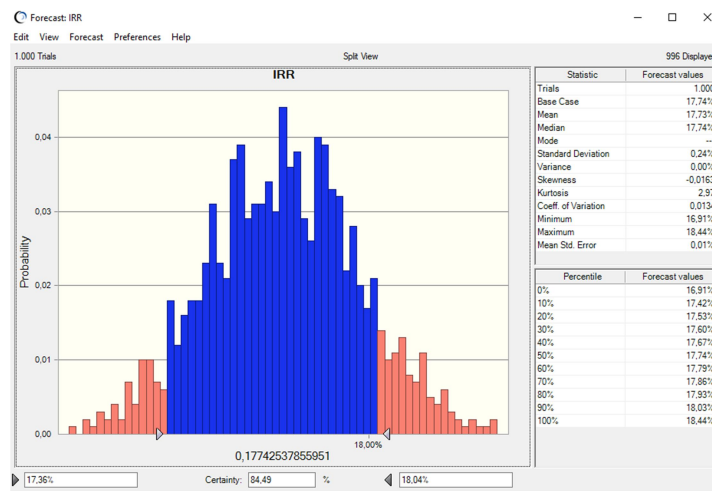 Forecast: IRR
Edit View Forecast Preferences Help
1.000 Trials Split View 996 Displaye
IRR
Probability
0,04
0,03
0,02
0,01
0,00
18,00%
0,17742537855951
Statistic Forecast values
Trials 1.000
Base Case 17,74%
Mean 17,73%
Median 17,74%
Mode --
Standard Deviation 0,24%
Variance 0,00%
Skewness -0,0163
Kurtosis 2,97
Coeff. of Variation 0,0134
Minimum 16,91%
Maximum 18,44%
Mean Std. Error 0,01%
Percentile Forecast values
0% 16,91%
10% 17,42%
20% 17,53%
30% 17,60%
40% 17,67%
50% 17,74%
60% 17,79%
70% 17,86%
80% 17,93%
90% 18,03%
100% 18,44%
17,36% Certainty: 84,49 % 18,04%